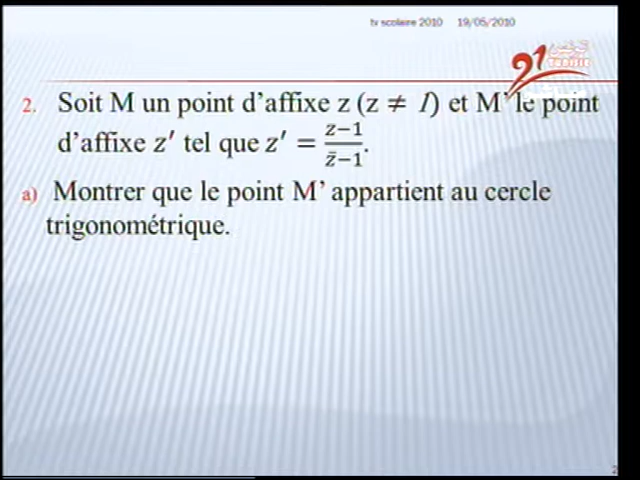 tv scolaire 2010 19/05/2010
2. Soit M un point d'affixe z (z ≠ 1) et M' le point
d'affixe z′ tel que z′ = (z−1)/(z̄−1).
a) Montrer que le point M' appartient au cercle
trigonométrique.
2